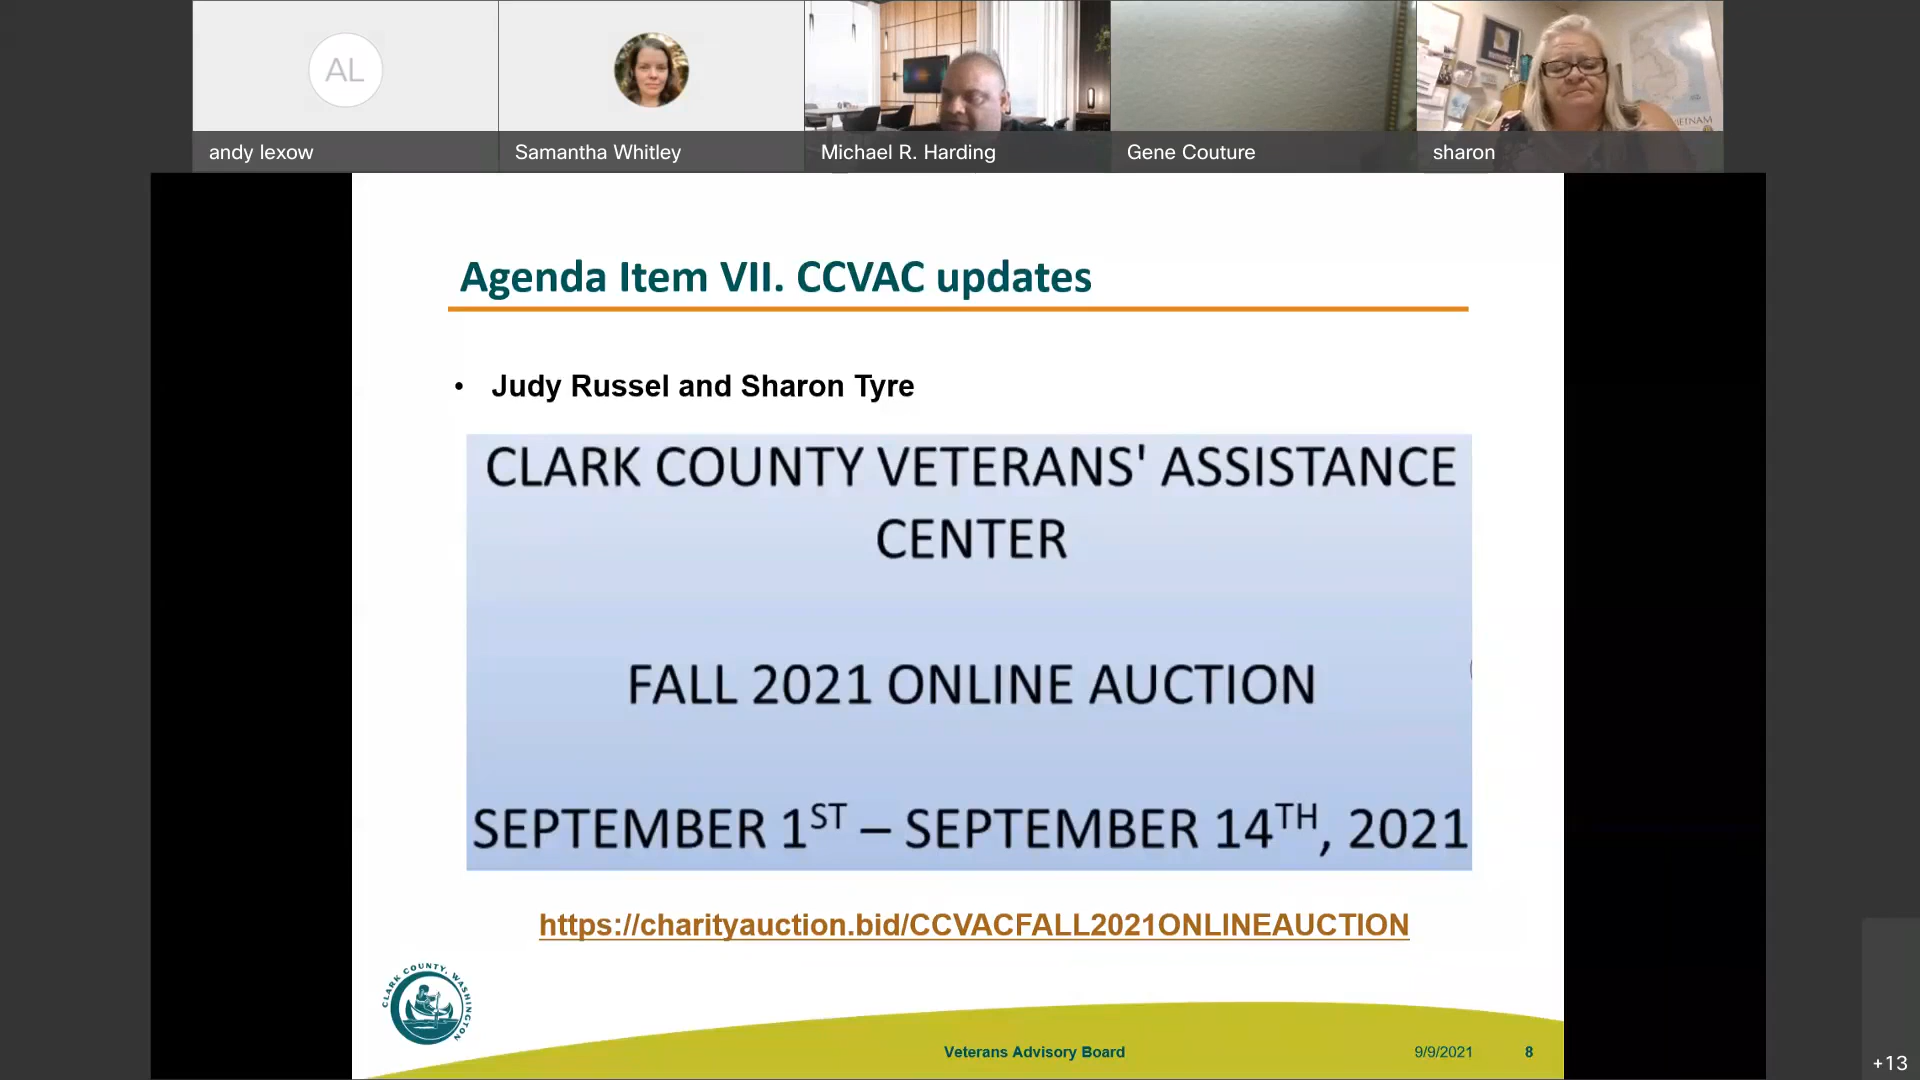 AL
andy lexow
Samantha Whitley
Michael R. Harding
Gene Couture
sharon
Agenda Item VII. CCVAC updates
• Judy Russel and Sharon Tyre
CLARK COUNTY VETERANS' ASSISTANCE
CENTER
FALL 2021 ONLINE AUCTION
SEPTEMBER 1ST – SEPTEMBER 14TH, 2021
https://charityauction.bid/CCVACFALL2021ONLINEAUCTION
CLARK COUNTY, WASHINGTON
Veterans Advisory Board
9/9/2021
8
+13